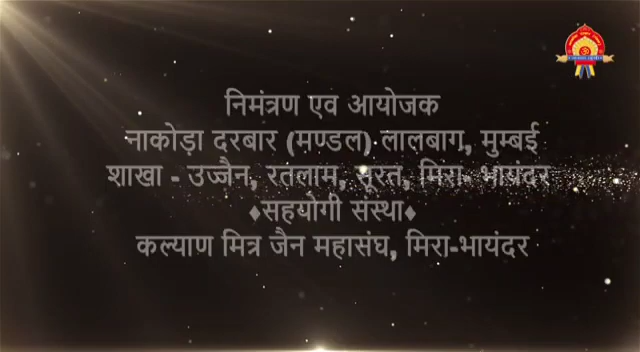 निमंत्रण एव आयोजक
नाकोड़ा दरबार (मण्डल) लालबाग, मुम्बई
शाखा - उज्जैन, रतलाम, सूरत, मिरा- भायंदर
♦सहयोगी संस्था♦
कल्याण मित्र जैन महासंघ, मिरा-भायंदर